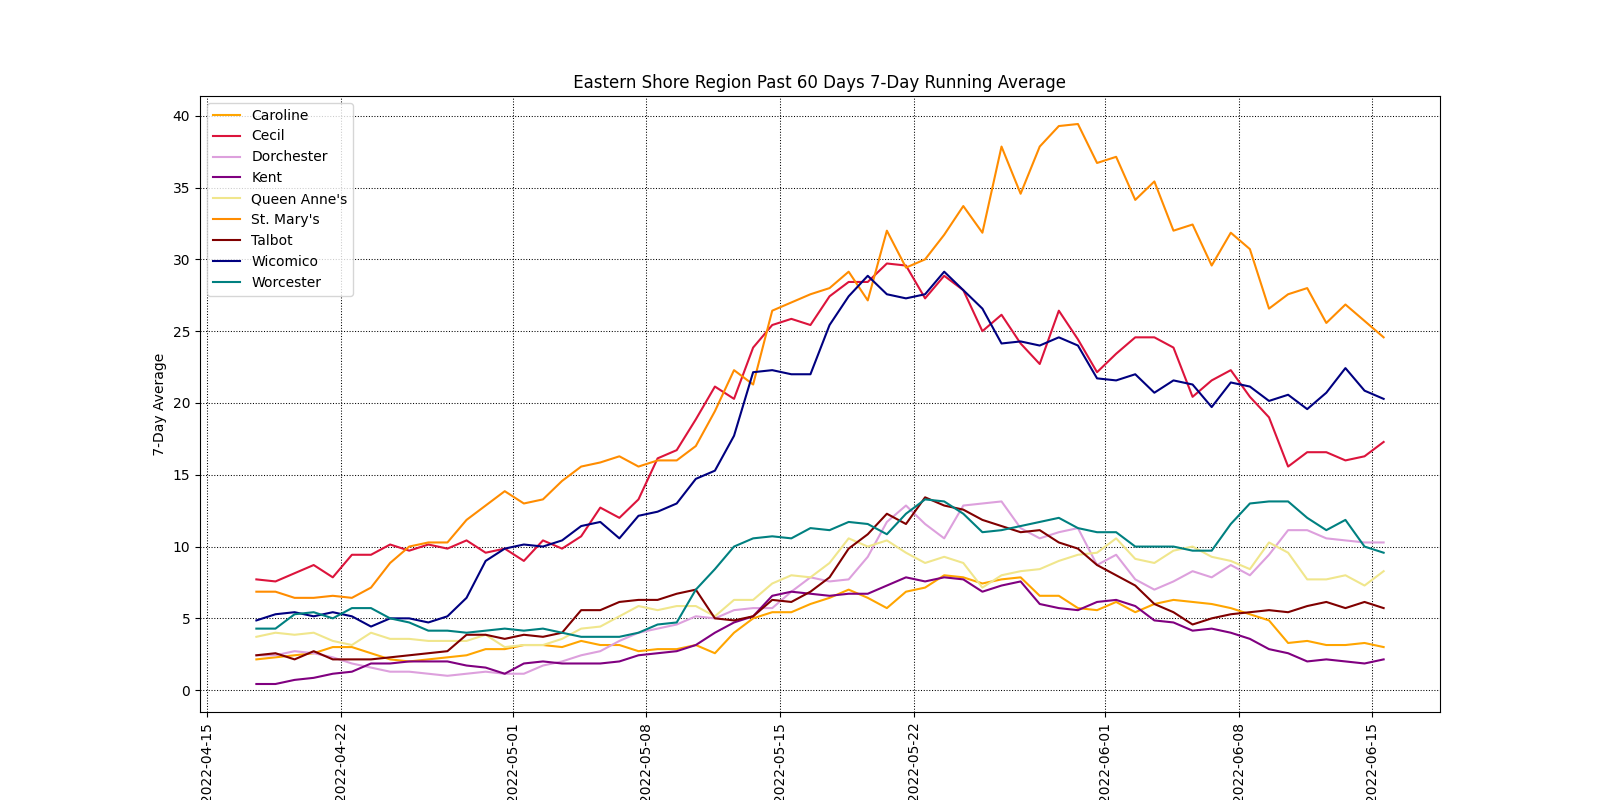 Eastern Shore Region Past 60 Days 7-Day Running Average
Caroline
Cecil
Dorchester
Kent
Queen Anne's
St. Mary's
Talbot
Wicomico
Worcester
7-Day Average
40
35
30
25
20
15
10
5
0
2022-04-15
2022-04-22
2022-05-01
2022-05-08
2022-05-15
2022-05-22
2022-06-01
2022-06-08
2022-06-15